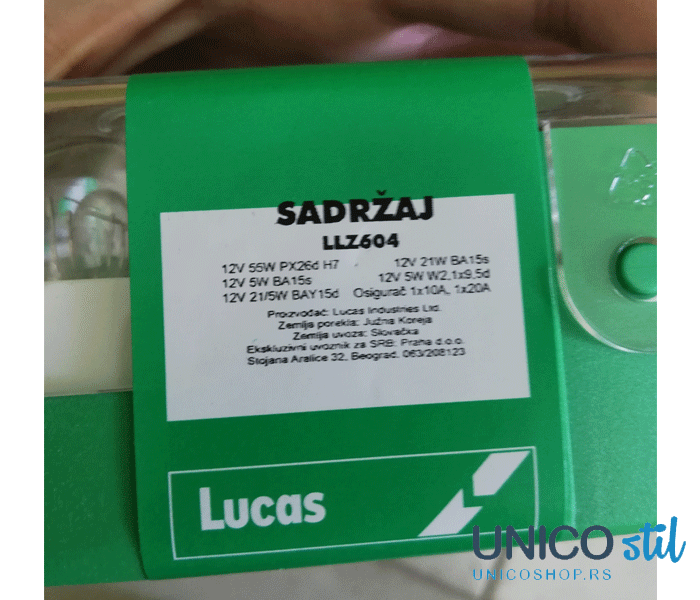 SADRŽAJ
LLZ604
12V 55W PX26d H7 12V 21W BA15s
12V 5W BA15s 12V 5W W2,1x9,5d
12V 21/5W BAY15d Osigurač 1x10A, 1x20A
Proizvođač: Lucas Industries Ltd.
Zemlja porekla: Južna Koreja
Zemlja uvoza: Slovačka
Ekskluzivni uvoznik za SRB: Praha d.o.o.
Stojana Aralice 32, Beograd. 063/208123
Lucas
UNICO stil
UNICOSHOP.RS